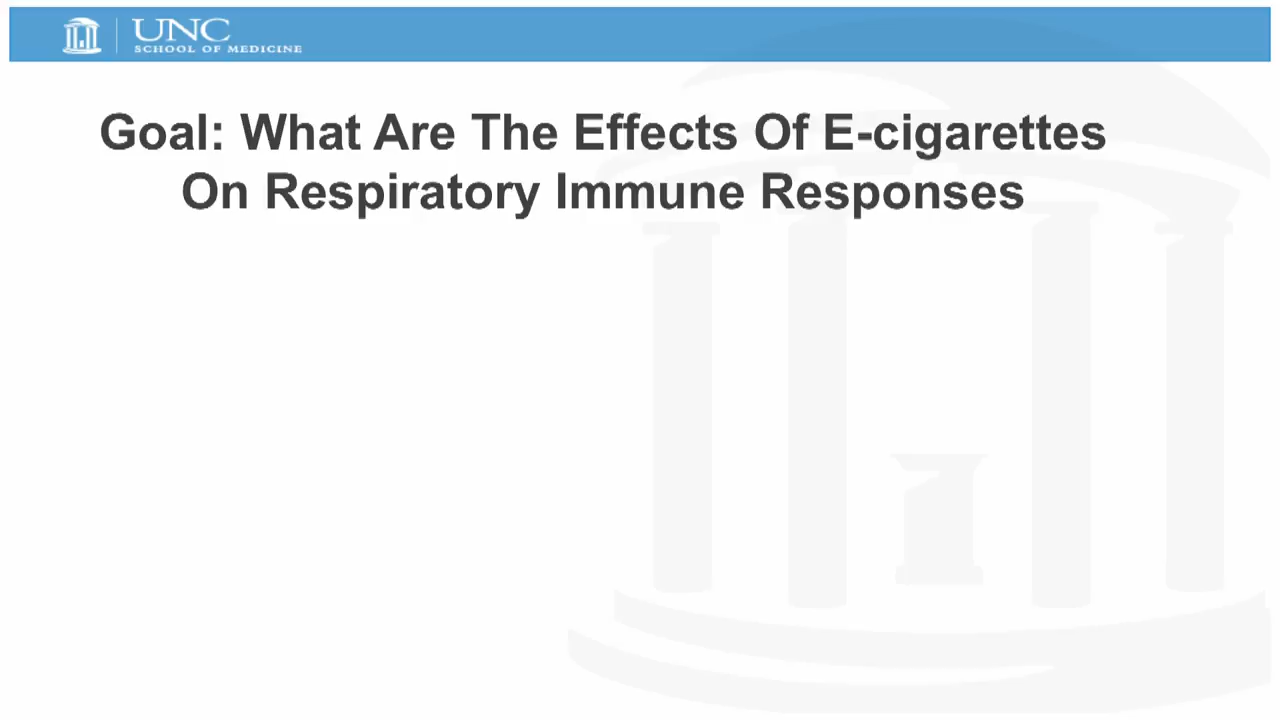 UNC
SCHOOL OF MEDICINE
Goal: What Are The Effects Of E-cigarettes
On Respiratory Immune Responses